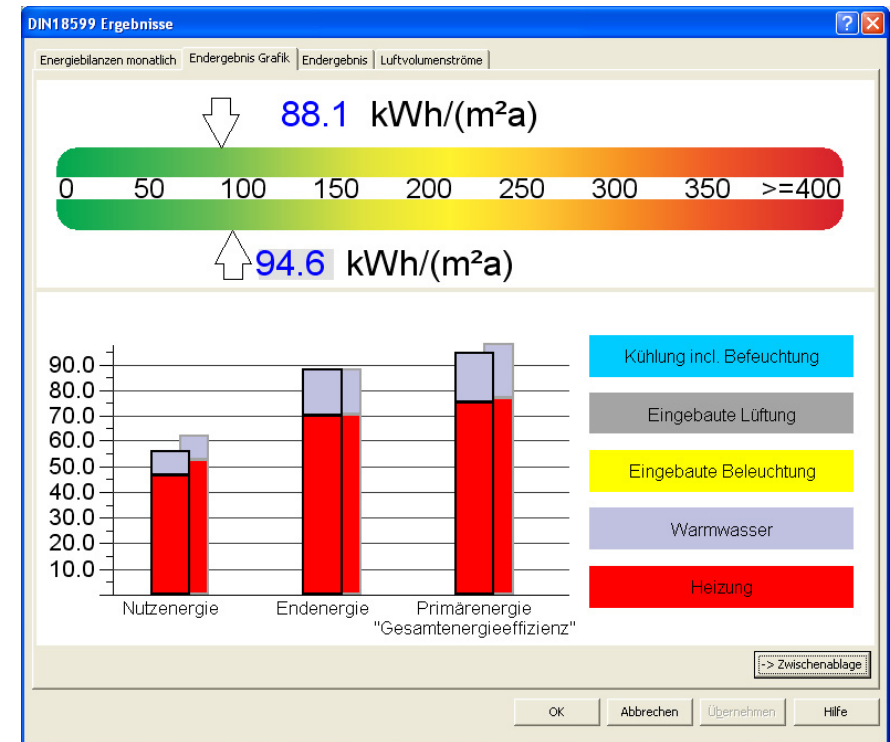 DIN18599 Ergebnisse
Energiebilanzen monatlich Endergebnis Grafik Endergebnis Luftvolumenströme
88.1 kWh/(m²a)
0 50 100 150 200 250 300 350 >=400
94.6 kWh/(m²a)
90.0
80.0
70.0
60.0
50.0
40.0
30.0
20.0
10.0
Nutzenergie Endenergie Primärenergie
"Gesamtenergieeffizienz"
Kühlung incl. Befeuchtung
Eingebaute Lüftung
Eingebaute Beleuchtung
Warmwasser
Heizung
-> Zwischenablage
OK Abbrechen Übernehmen Hilfe